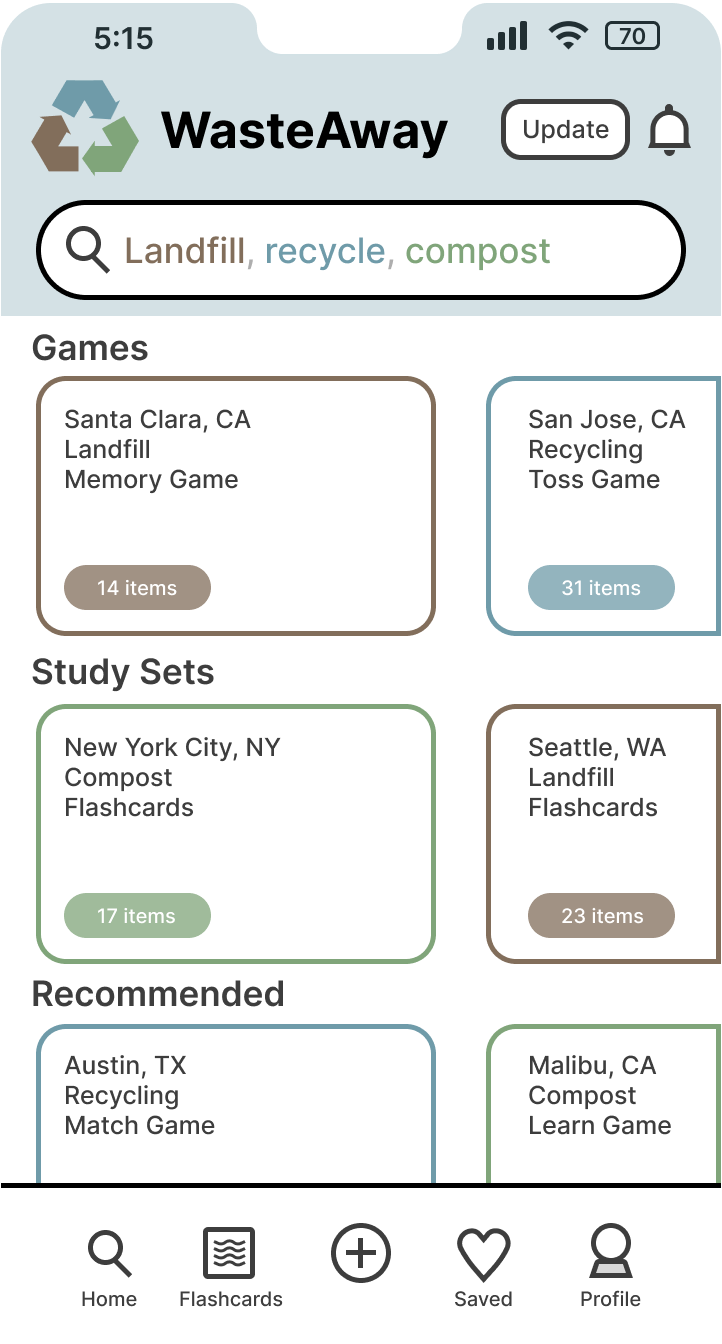 5:15
70
WasteAway
Update
Landfill, recycle, compost
Games
Santa Clara, CA
Landfill
Memory Game
14 items
San Jose, CA
Recycling
Toss Game
31 items
Study Sets
New York City, NY
Compost
Flashcards
17 items
Seattle, WA
Landfill
Flashcards
23 items
Recommended
Austin, TX
Recycling
Match Game
Malibu, CA
Compost
Learn Game
Home
Flashcards
Saved
Profile